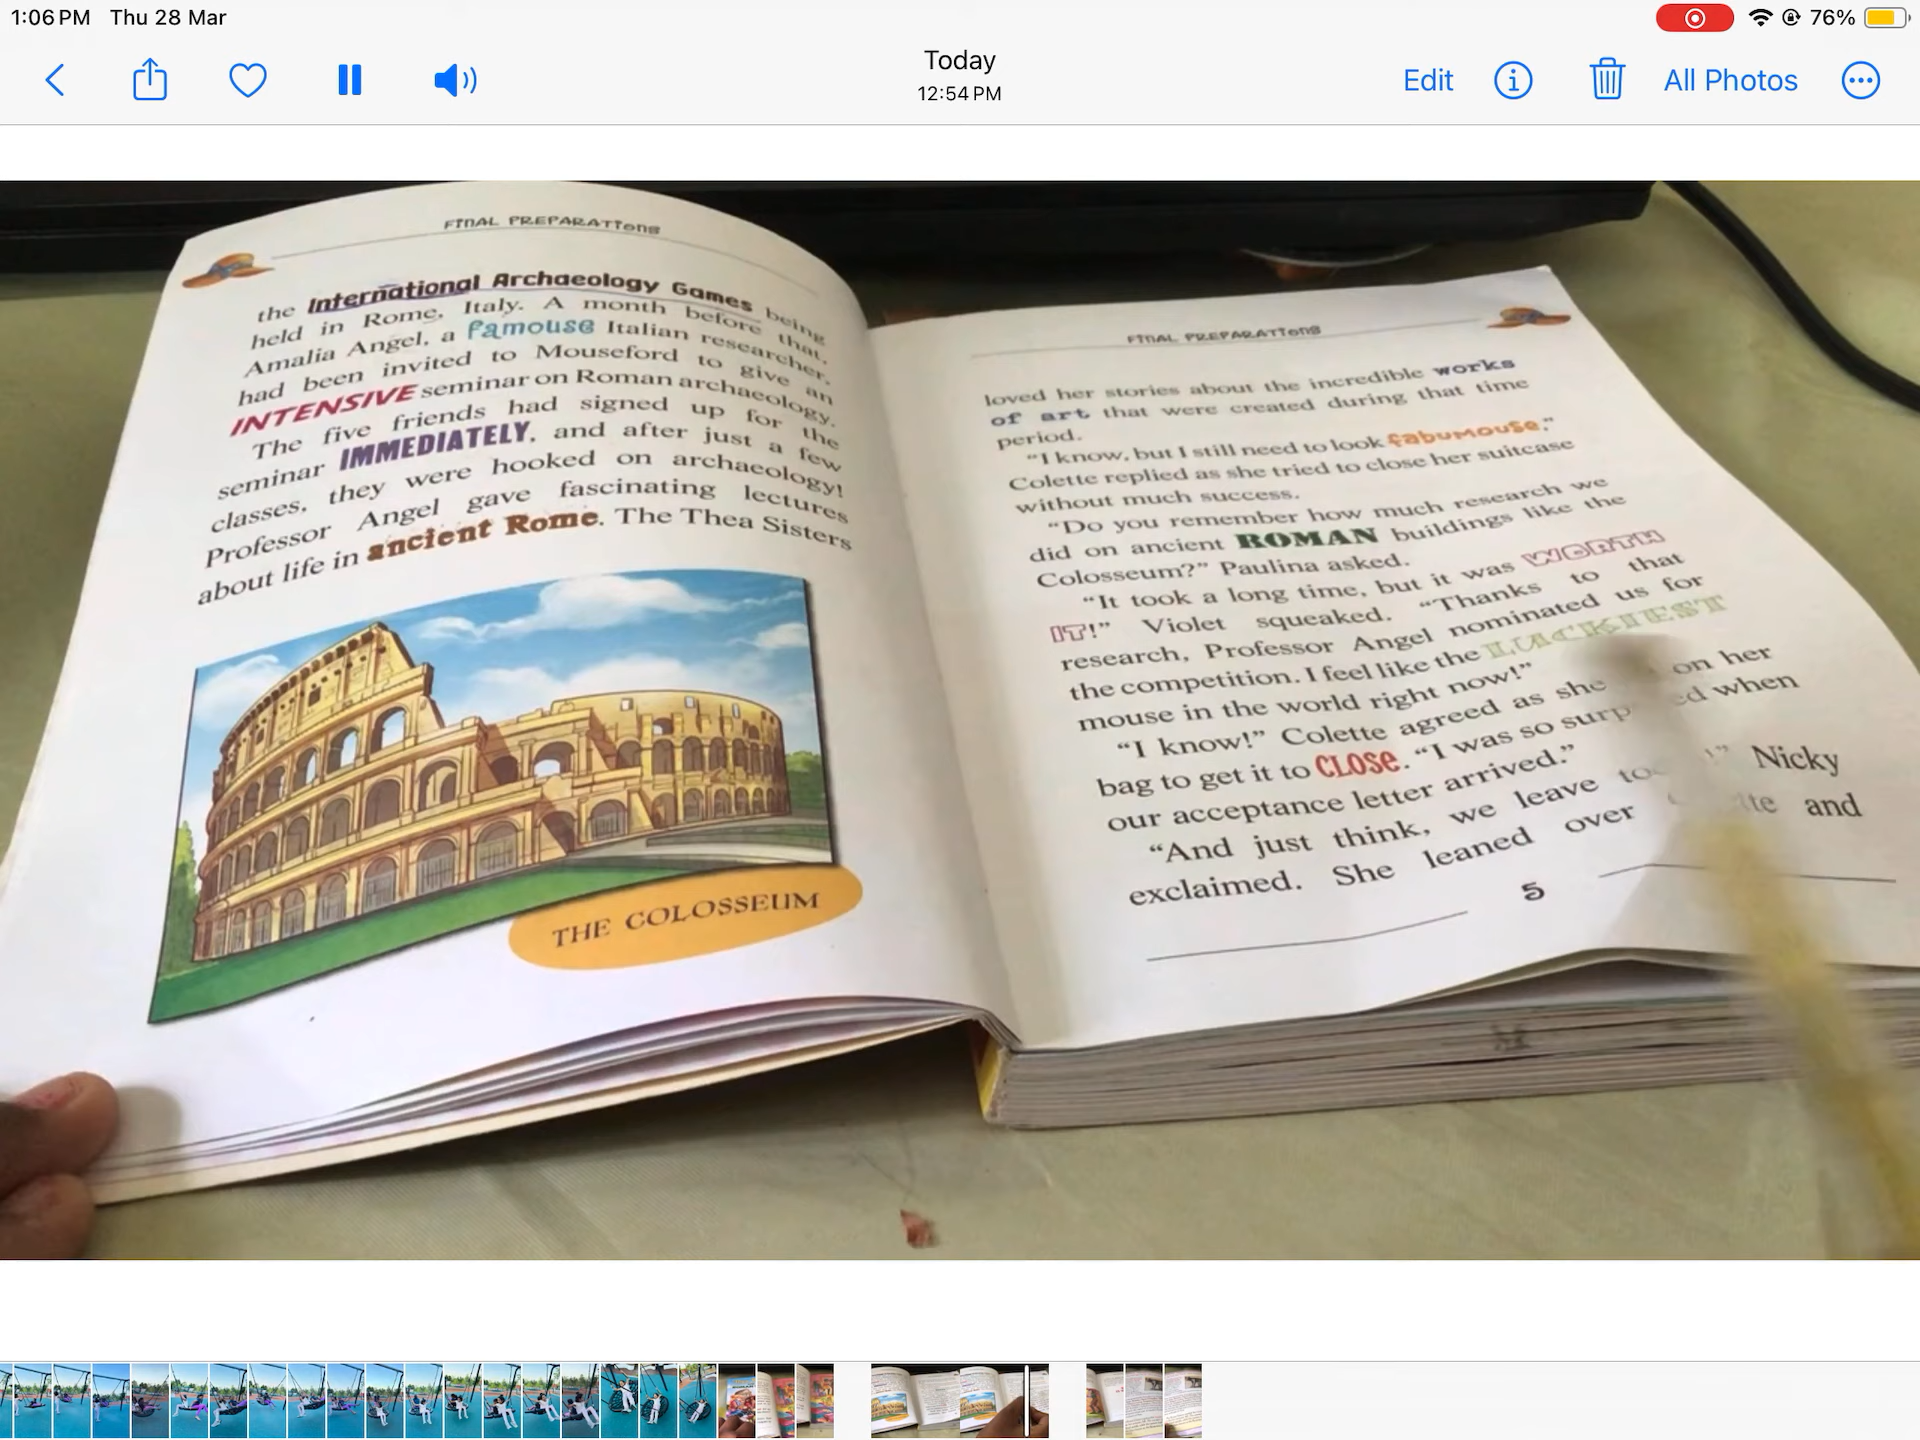 1:06 PM Thu 28 Mar
76%
Today
12:54 PM
Edit
All Photos
FINAL PREPARATIONS
the International Archaeology Games being
held in Rome, Italy. A month before that,
Amalia Angel, a famouse Italian researcher,
had been invited to Mouseford to give an
INTENSIVE seminar on Roman archaeology.
The five friends had signed up for the
seminar IMMEDIATELY, and after just a few
classes, they were hooked on archaeology!
Professor Angel gave fascinating lectures
about life in ancient Rome. The Thea Sisters
THE COLOSSEUM
FINAL PREPARATIONS
loved her stories about the incredible works
of art that were created during that time
period.
"I know, but I still need to look fabumouse,"
Colette replied as she tried to close her suitcase
without much success.
"Do you remember how much research we
did on ancient ROMAN buildings like the
Colosseum?" Paulina asked.
"It took a long time, but it was WORTH
IT!" Violet squeaked. "Thanks to that
research, Professor Angel nominated us for
the competition. I feel like the LUCKIEST
mouse in the world right now!"
"I know!" Colette agreed as she on her
bag to get it to CLOSE. "I was so when
our acceptance letter arrived."
"And just think, we leave !" Nicky
exclaimed. She leaned over and
5